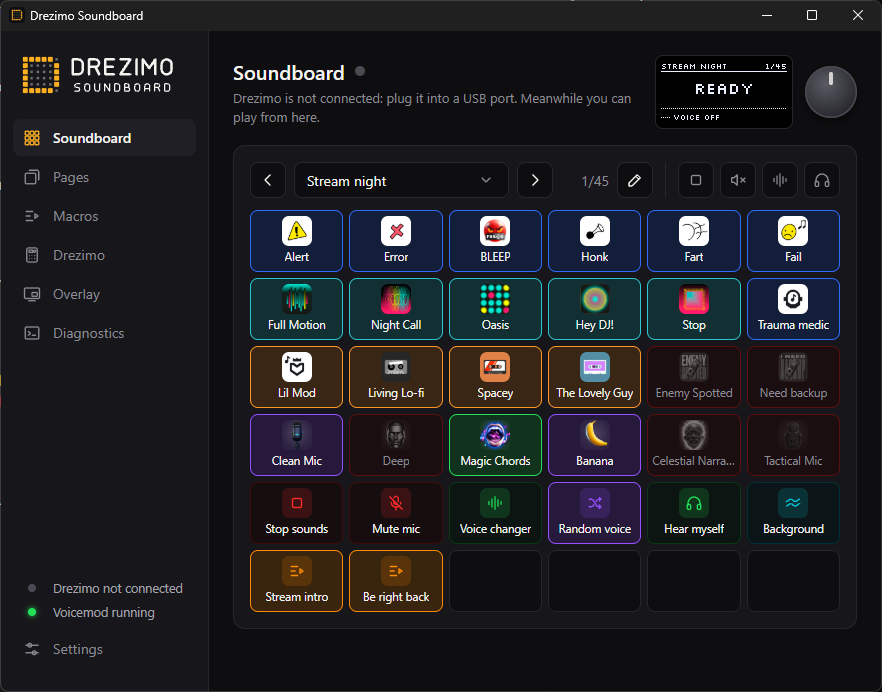 Drezimo Soundboard
DREZIMO
SOUNDBOARD
Soundboard
Pages
Macros
Drezimo
Overlay
Diagnostics
Drezimo not connected
Voicemod running
Settings
Soundboard
Drezimo is not connected: plug it into a USB port. Meanwhile you can
play from here.
STREAM NIGHT 1/45
READY
VOICE OFF
Stream night
1/45
Alert Error BLEEP Honk Fart Fail
Full Motion Night Call Oasis Hey DJ! Stop Trauma medic
Lil Mod Living Lo-fi Spacey The Lovely Guy Enemy Spotted Need backup
Clean Mic Deep Magic Chords Banana Celestial Narra... Tactical Mic
Stop sounds Mute mic Voice changer Random voice Hear myself Background
Stream intro Be right back